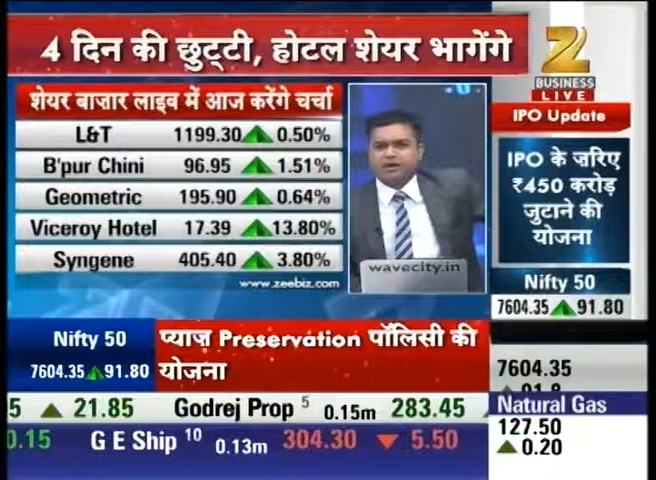 4 दिन की छुट्टी, होटल शेयर भागेंगे
Z
BUSINESS
LIVE
शेयर बाज़ार लाइव में आज करेंगे चर्चा
L&T 1199.30 0.50%
B'pur Chini 96.95 1.51%
Geometric 195.90 0.64%
Viceroy Hotel 17.39 13.80%
Syngene 405.40 3.80%
www.zeebiz.com
wavecity.in
IPO Update
IPO के ज़रिए
₹450 करोड़
जुटाने की
योजना
Nifty 50
7604.35 91.80
Nifty 50
7604.35 91.80
प्याज़ Preservation पॉलिसी की
योजना
7604.35
Natural Gas
127.50
0.20
5 21.85 Godrej Prop 5 0.15m 283.45
0.15 G E Ship 10 0.13m 304.30 5.50